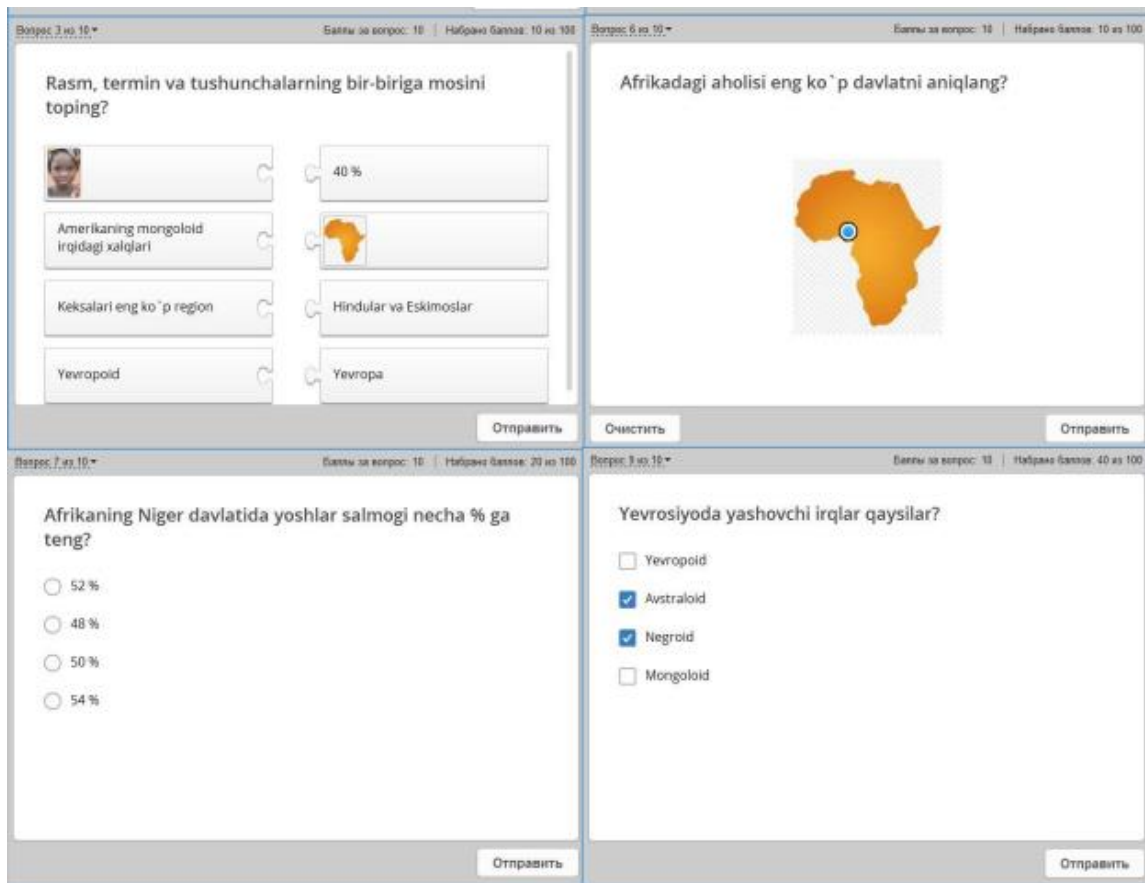 Вопрос 3 из 10
Баллы за вопрос: 10 | Набрано баллов: 10 из 100
Rasm, termin va tushunchalarning bir-biriga mosini
toping?
40 %
Amerikaning mongoloid
irqidagi xalqlari
Keksalari eng ko`p region
Hindular va Eskimoslar
Yevropoid
Yevropa
Отправить
Вопрос 6 из 10
Баллы за вопрос: 10 | Набрано баллов: 10 из 100
Afrikadagi aholisi eng ko`p davlatni aniqlang?
Очистить
Отправить
Вопрос 7 из 10
Баллы за вопрос: 10 | Набрано баллов: 20 из 100
Afrikaning Niger davlatida yoshlar salmogi necha % ga
teng?
52 %
48 %
50 %
54 %
Отправить
Вопрос 9 из 10
Баллы за вопрос: 10 | Набрано баллов: 40 из 100
Yevrosiyoda yashovchi irqlar qaysilar?
Yevropoid
Avstraloid
Negroid
Mongoloid
Отправить